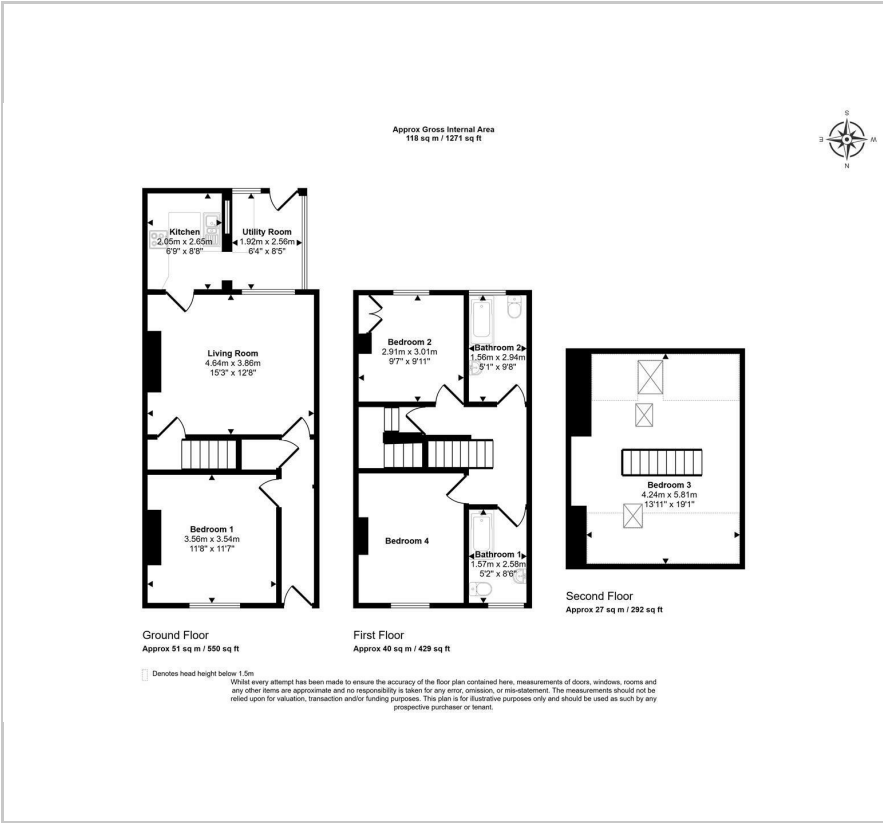 Approx Gross Internal Area
118 sq m / 1271 sq ft
S
E
W
N
Kitchen
2.05m x 2.65m
6'9" x 8'8"
Utility Room
1.92m x 2.56m
6'4" x 8'5"
Living Room
4.64m x 3.86m
15'3" x 12'8"
Bedroom 1
3.56m x 3.54m
11'8" x 11'7"
Ground Floor
Approx 51 sq m / 550 sq ft
Bedroom 2
2.91m x 3.01m
9'7" x 9'11"
Bathroom 2
1.56m x 2.94m
5'1" x 9'8"
Bedroom 4
Bathroom 1
1.57m x 2.58m
5'2" x 8'6"
First Floor
Approx 40 sq m / 429 sq ft
Bedroom 3
4.24m x 5.81m
13'11" x 19'1"
Second Floor
Approx 27 sq m / 292 sq ft
Denotes head height below 1.5m
Whilst every attempt has been made to ensure the accuracy of the floor plan contained here, measurements of doors, windows, rooms and
any other items are approximate and no responsibility is taken for any error, omission, or mis-statement. The measurements should not be
relied upon for valuation, transaction and/or funding purposes. This plan is for illustrative purposes only and should be used as such by any
prospective purchaser or tenant.